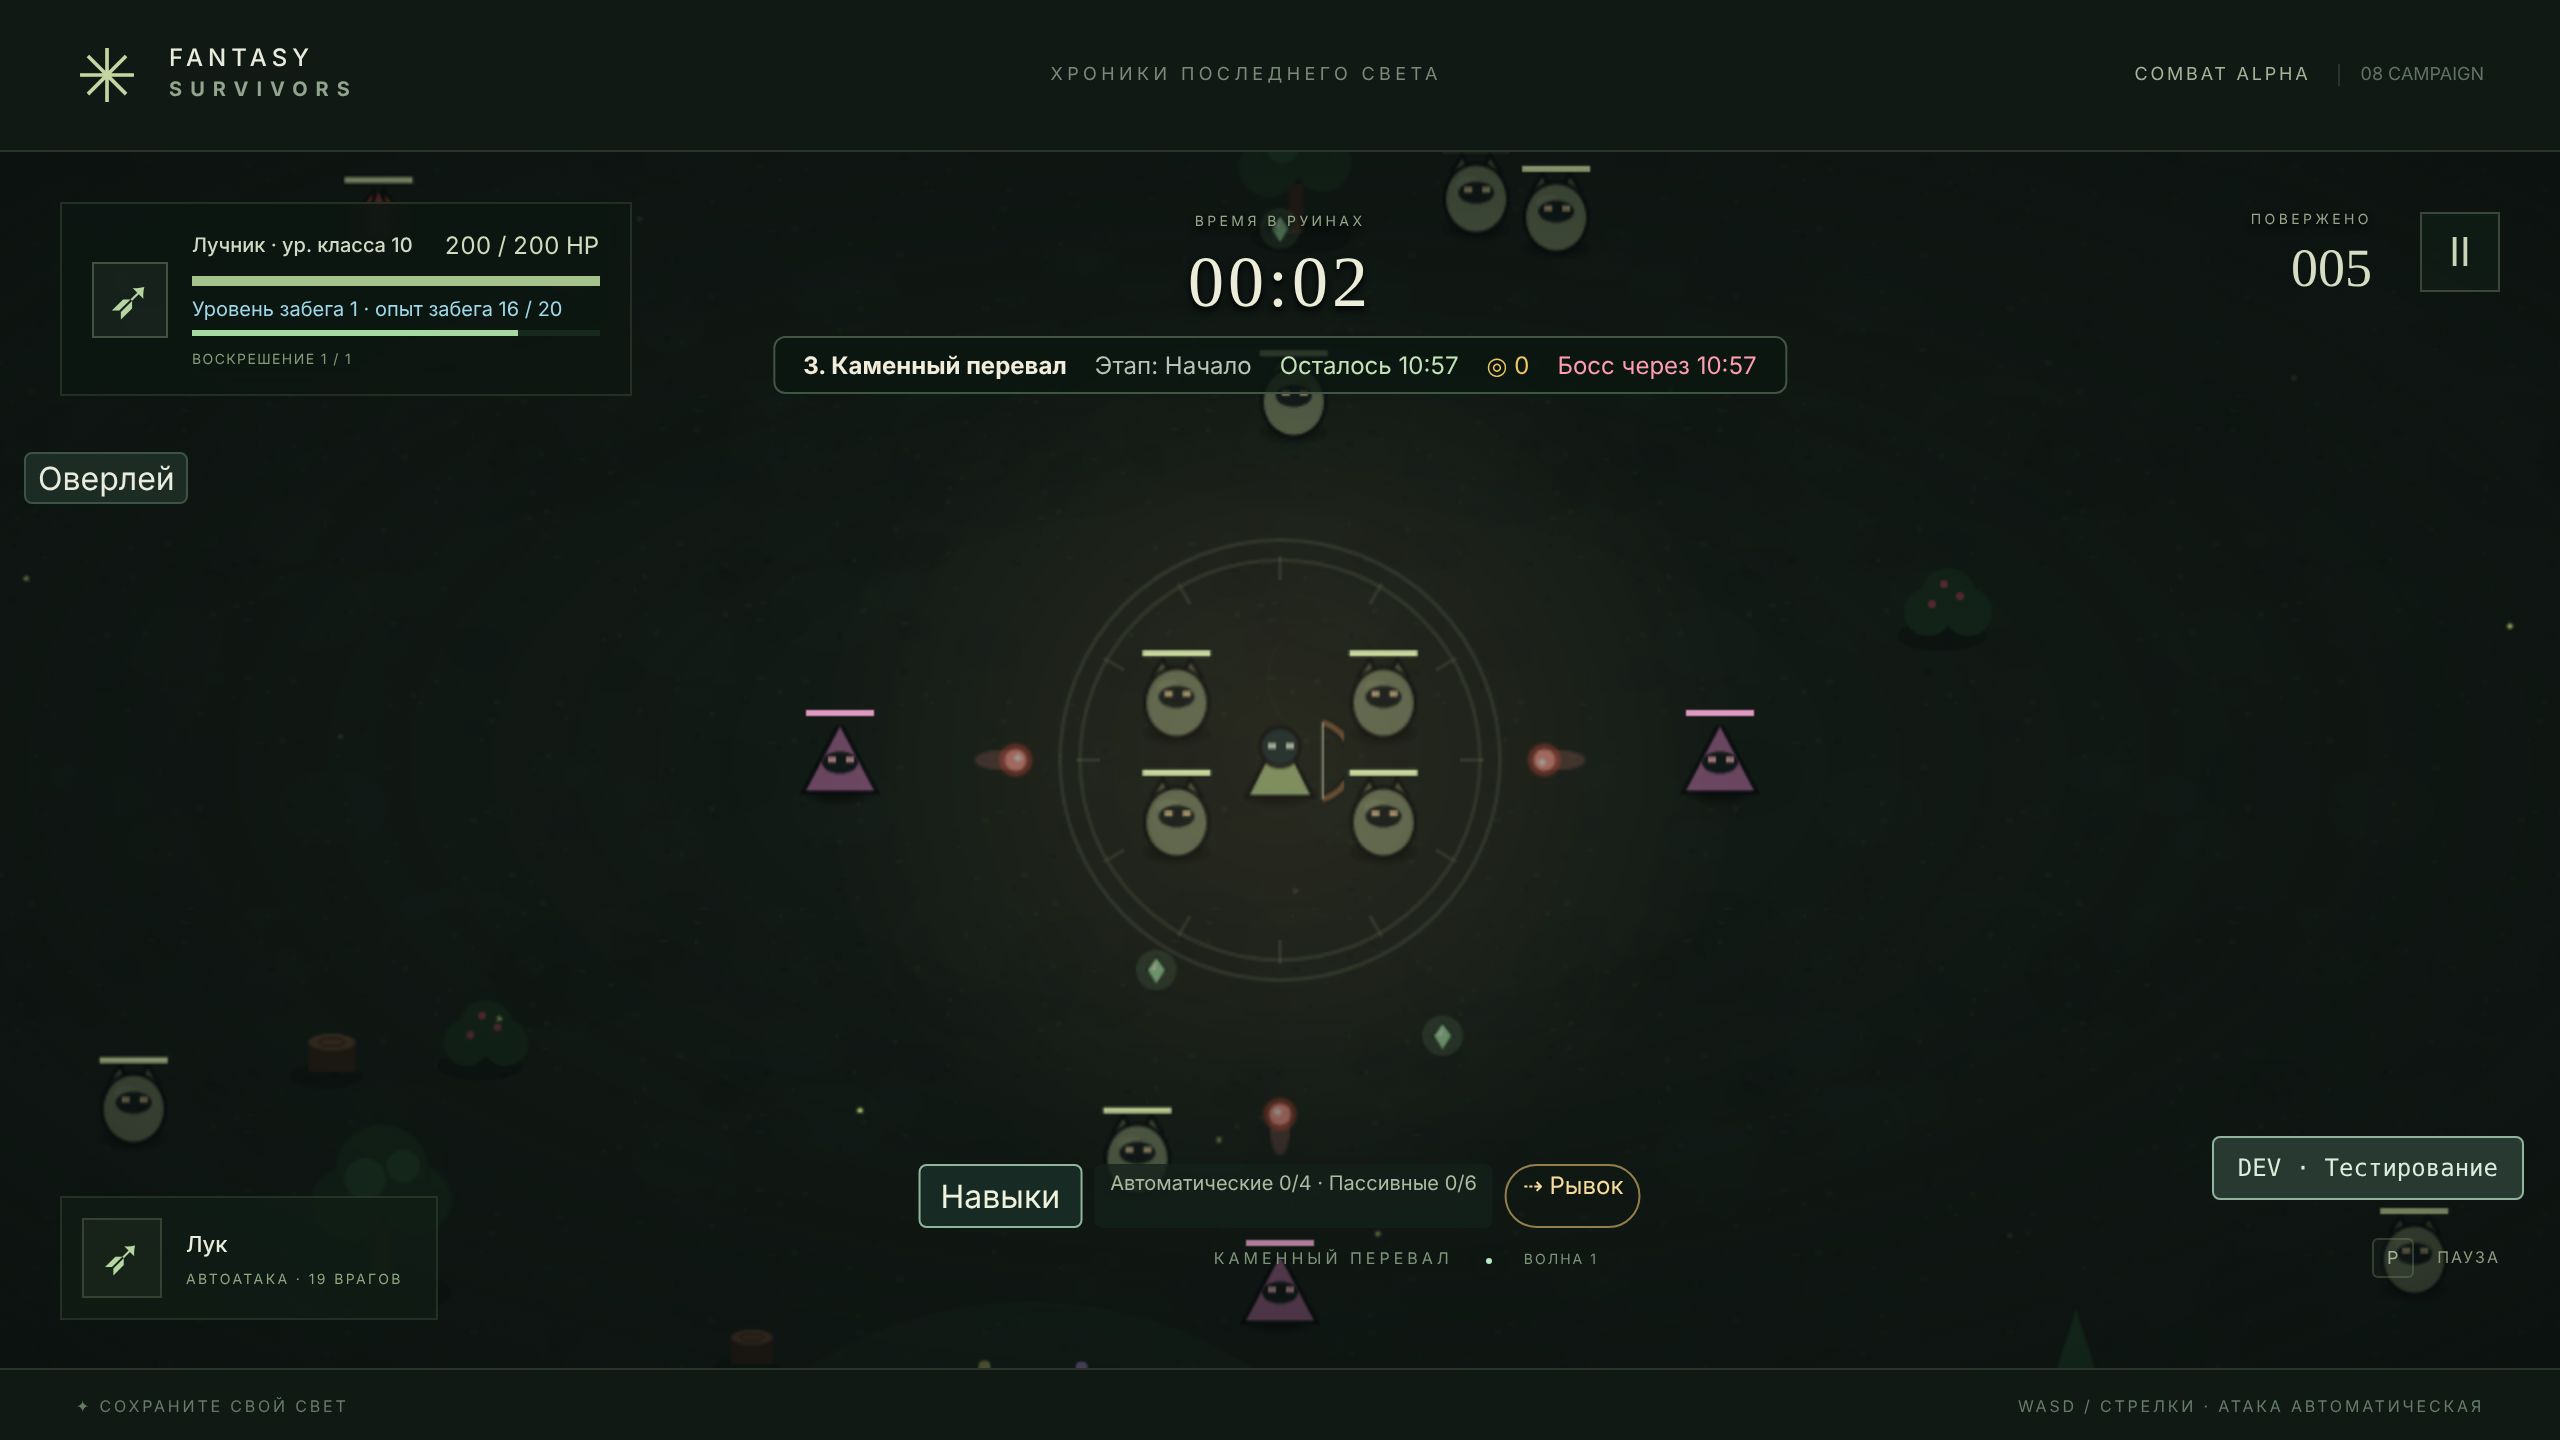 FANTASY
SURVIVORS
ХРОНИКИ ПОСЛЕДНЕГО СВЕТА
COMBAT ALPHA
08 CAMPAIGN
Лучник · ур. класса 10
200 / 200 HP
Уровень забега 1 · опыт забега 16 / 20
ВОСКРЕШЕНИЕ 1 / 1
ВРЕМЯ В РУИНАХ
00:02
ПОВЕРЖЕНО
005
3. Каменный перевал Этап: Начало Осталось 10:57 ◎ 0 Босс через 10:57
Оверлей
Навыки
Автоматические 0/4 · Пассивные 0/6
⇢ Рывок
DEV · Тестирование
Лук
АВТОАТАКА · 19 ВРАГОВ
КАМЕННЫЙ ПЕРЕВАЛ • ВОЛНА 1
P ПАУЗА
✦ СОХРАНИТЕ СВОЙ СВЕТ
WASD / СТРЕЛКИ · АТАКА АВТОМАТИЧЕСКАЯ